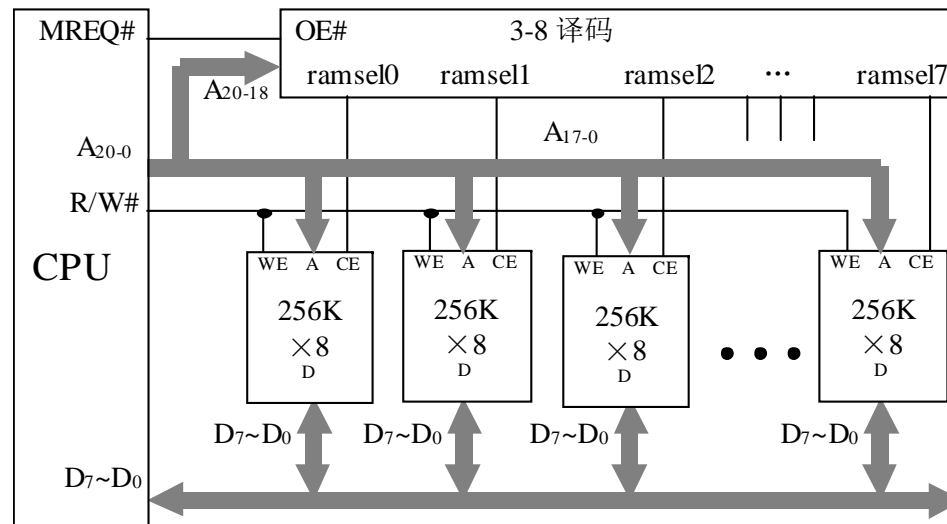 MREQ# OE# 3-8 译码
ramsel0 ramsel1 ramsel2 ··· ramsel7
A20-18
A20-0 A17-0
R/W#
CPU
WE A CE WE A CE WE A CE WE A CE
256K 256K 256K 256K
×8 ×8 ×8 ×8
D D D D
D7~D0 D7~D0 D7~D0 D7~D0
D7~D0